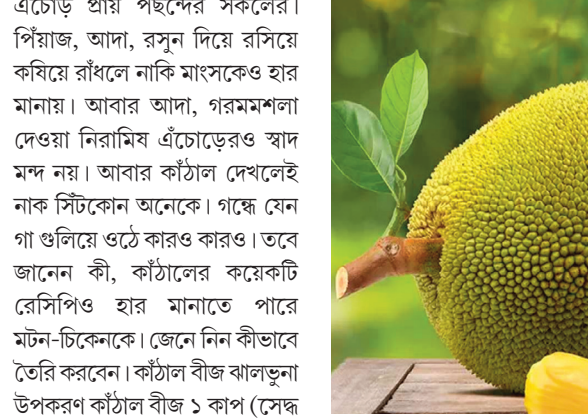 এঁচোড় প্রায় পছন্দের সকলের।
পিঁয়াজ, আদা, রসুন দিয়ে রসিয়ে
কষিয়ে রাঁধলে নাকি মাংসকেও হার
মানায়। আবার আদা, গরমমশলা
দেওয়া নিরামিষ এঁচোড়েরও স্বাদ
মন্দ নয়। আবার কাঁঠাল দেখলেই
নাক সিঁটকোন অনেকে। গন্ধে যেন
গা গুলিয়ে ওঠে কারও কারও। তবে
জানেন কী, কাঁঠালের কয়েকটি
রেসিপিও হার মানাতে পারে
মটন-চিকেনকে। জেনে নিন কীভাবে
তৈরি করবেন। কাঁঠাল বীজ ঝালভুনা
উপকরণ কাঁঠাল বীজ ১ কাপ (সেদ্ধ